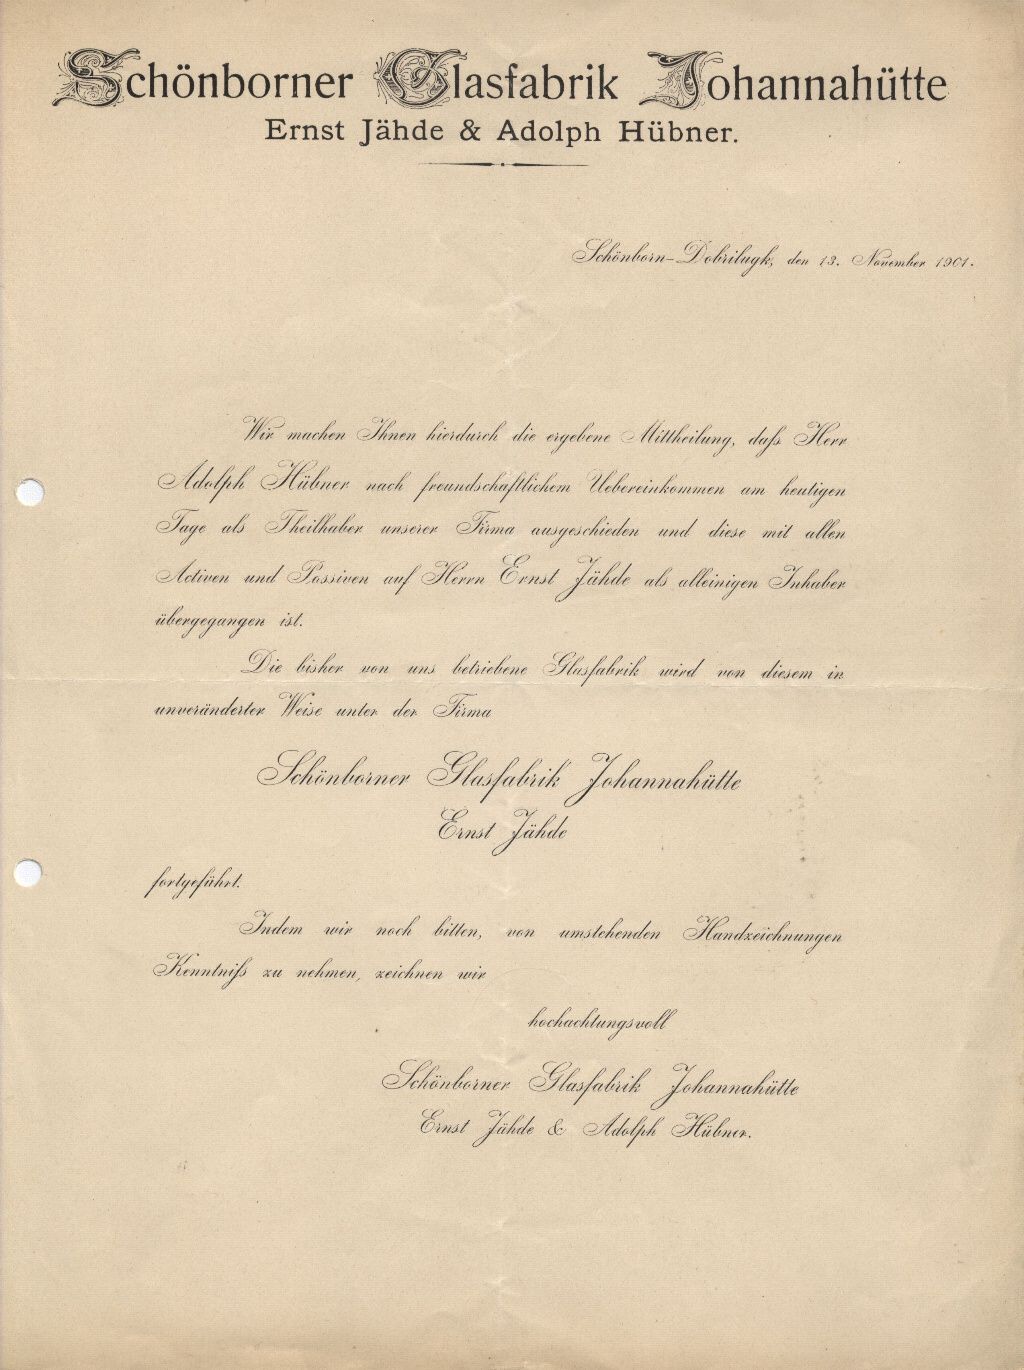 Schönborner Glasfabrik Johannahütte
Ernst Jähde & Adolph Hübner.
Schönborn-Dobrilugk, den 13. November 1901.
Wir machen Ihnen hierdurch die ergebene Mittheilung, dass Herr
Adolph Hübner nach freundschaftlichem Uebereinkommen am heutigen
Tage als Theilhaber unserer Firma ausgeschieden und diese mit allen
Activen und Possiven auf Herrn Ernst Jähde als alleinigen Inhaber
übergegangen ist.
Die bisher von uns betriebene Glasfabrik wird von diesem in
unveränderter Weise unter der Firma
Schönborner Glasfabrik Johannahütte
Ernst Jähde
fortgeführt.
Indem wir noch bitten, von umstehenden Handzeichnungen
Kenntniss zu nehmen, zeichnen wir
hochachtungsvoll
Schönborner Glasfabrik Johannahütte
Ernst Jähde & Adolph Hübner.